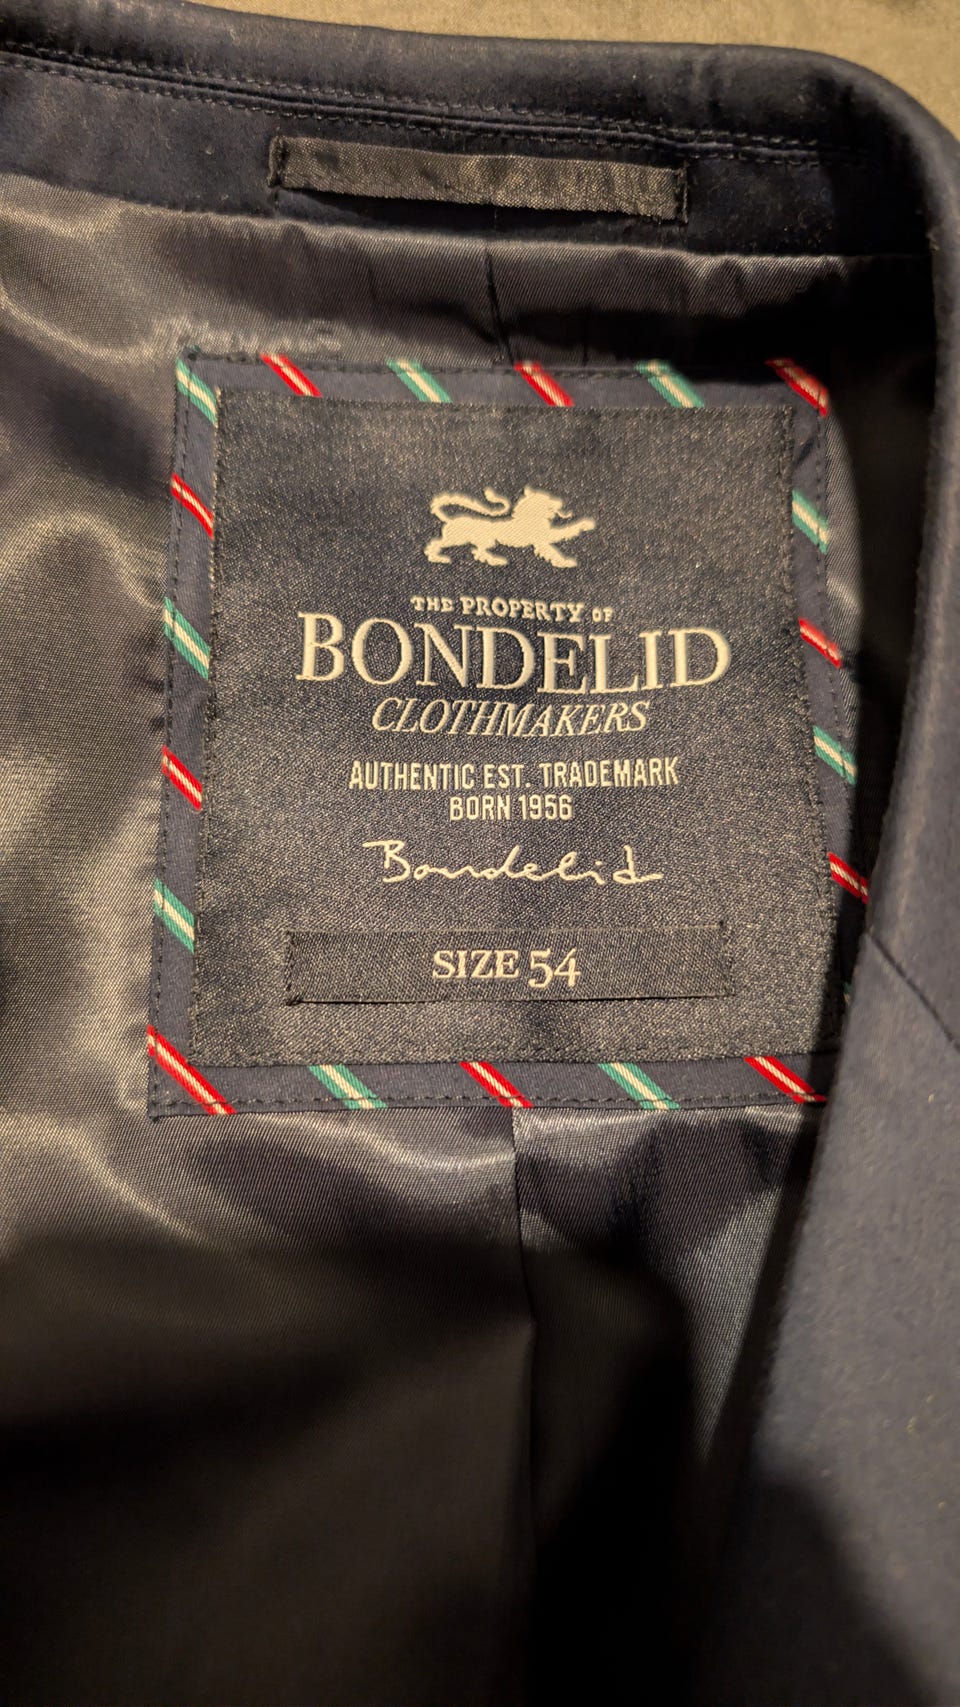 THE PROPERTY OF
BONDELID
CLOTHMAKERS
AUTHENTIC EST. TRADEMARK
BORN 1956
Bondelid
SIZE 54